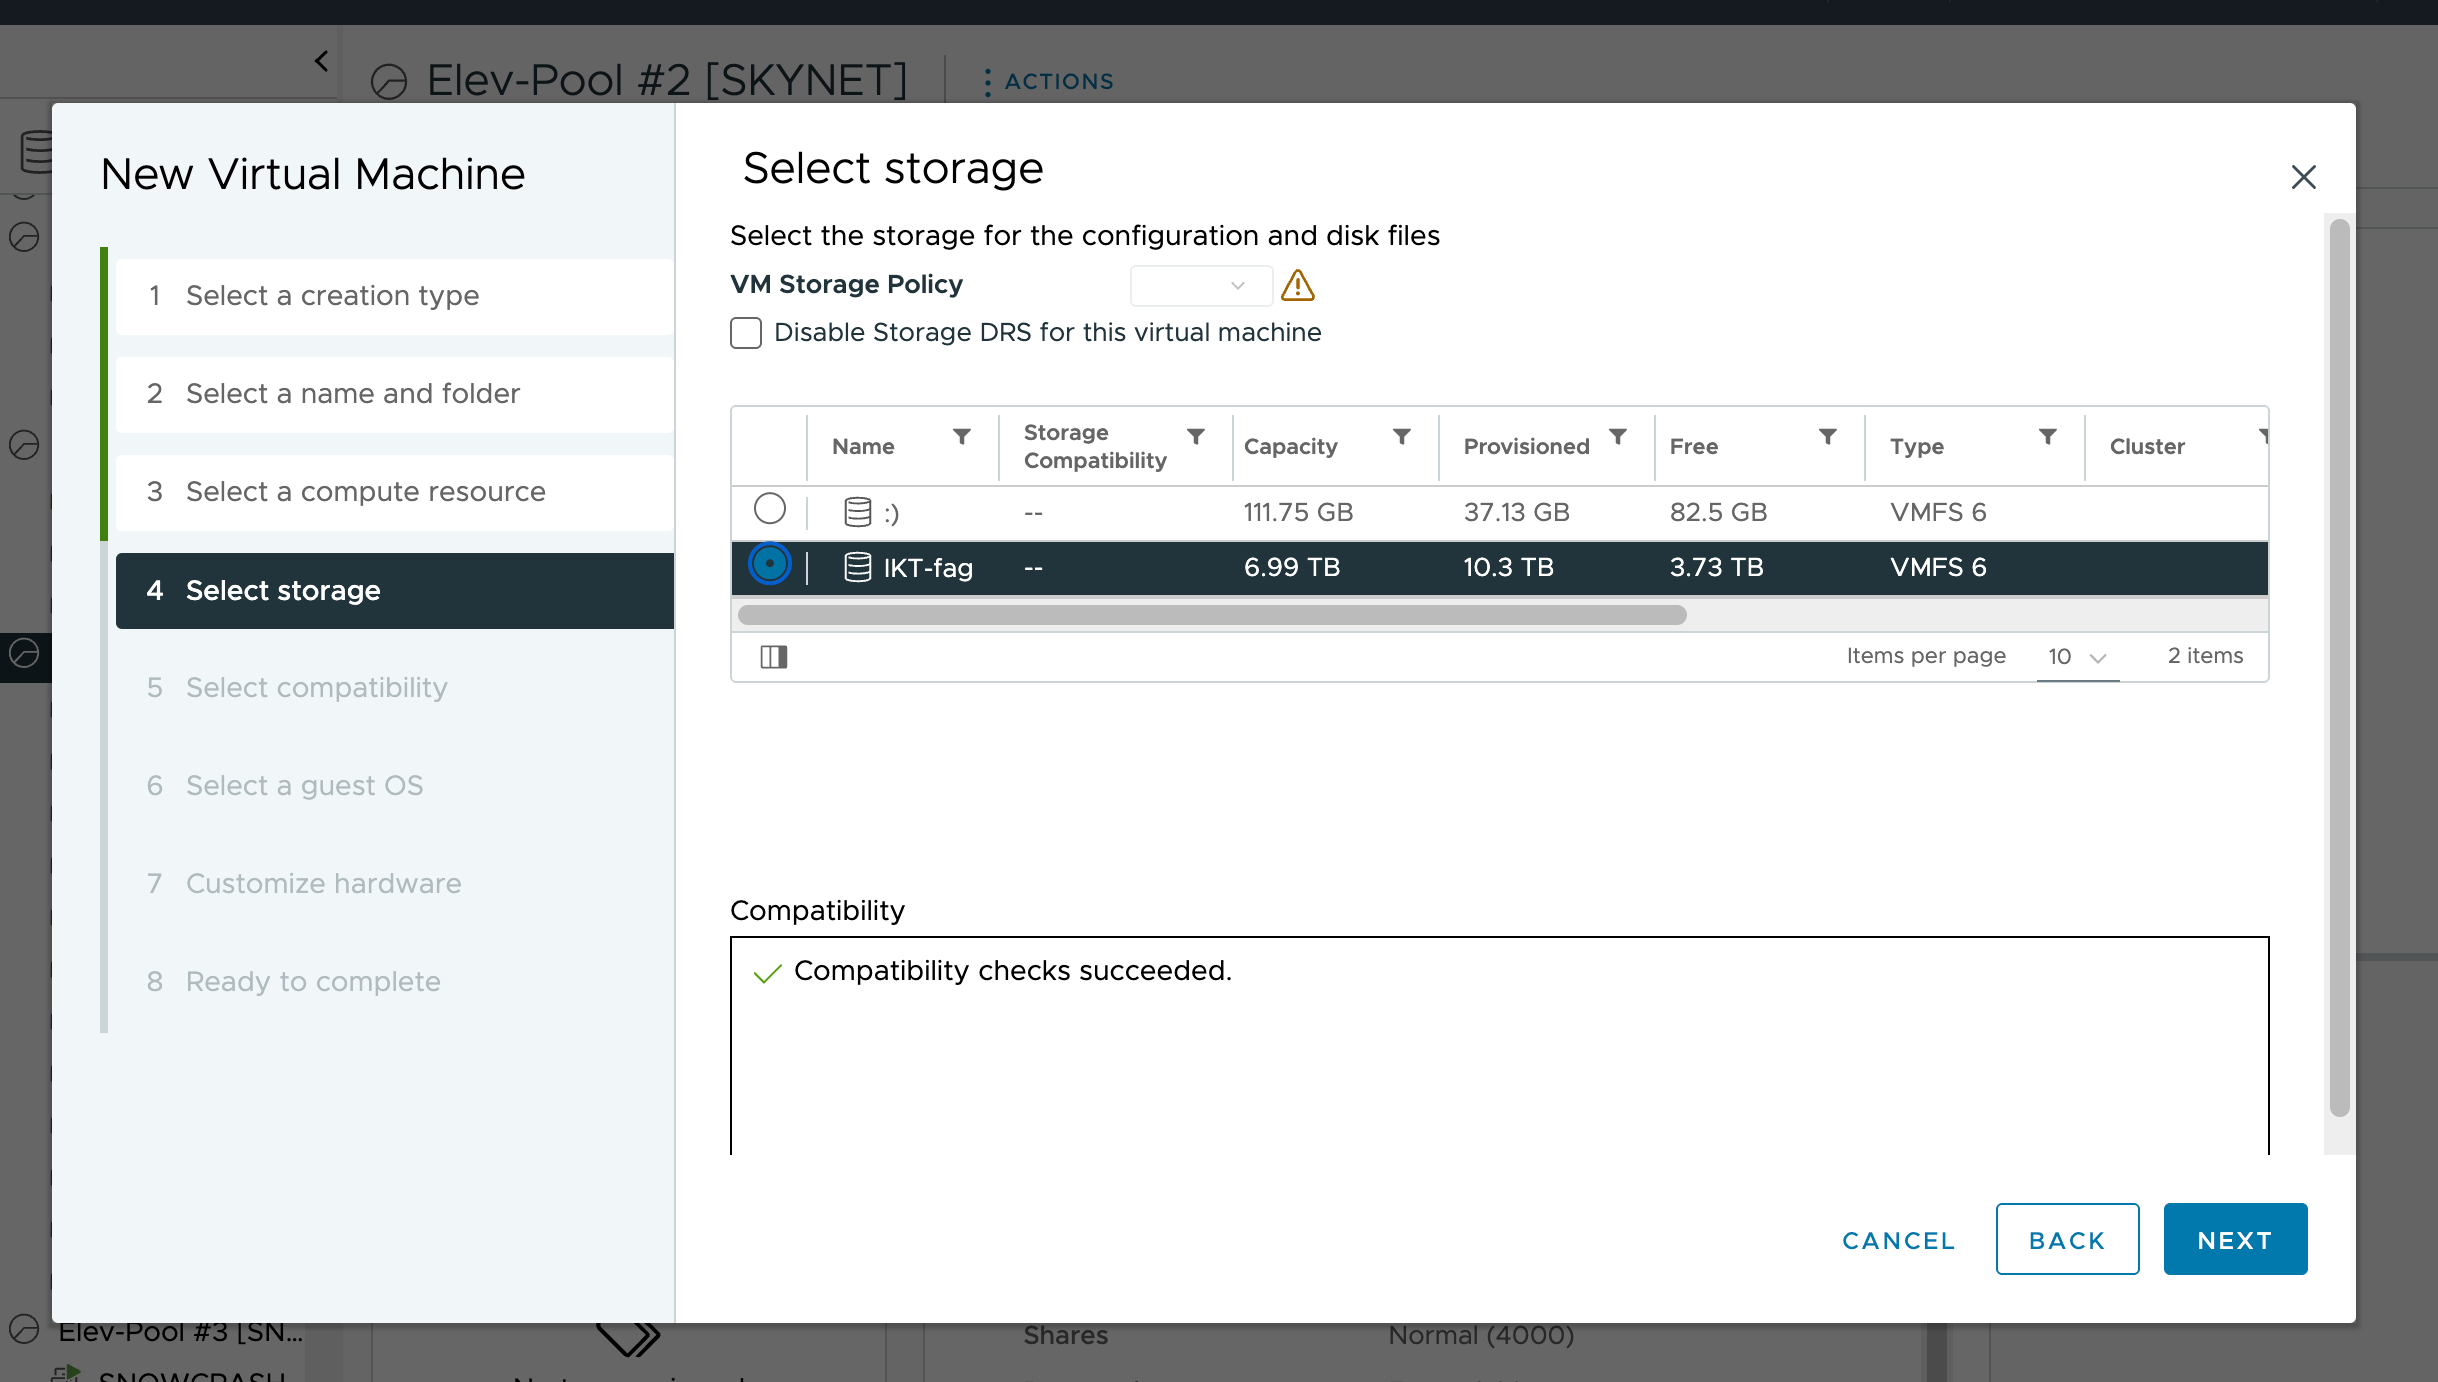 Elev-Pool #2 [SKYNET]
ACTIONS
New Virtual Machine
1 Select a creation type
2 Select a name and folder
3 Select a compute resource
4 Select storage
5 Select compatibility
6 Select a guest OS
7 Customize hardware
8 Ready to complete
Select storage
Select the storage for the configuration and disk files
VM Storage Policy
Disable Storage DRS for this virtual machine
Name Storage Compatibility Capacity Provisioned Free Type Cluster
:) -- 111.75 GB 37.13 GB 82.5 GB VMFS 6
IKT-fag -- 6.99 TB 10.3 TB 3.73 TB VMFS 6
Items per page 10 2 items
Compatibility
Compatibility checks succeeded.
CANCEL BACK NEXT
Elev-Pool #3 [SN...
SNOWCRASH
Shares Normal (4000)